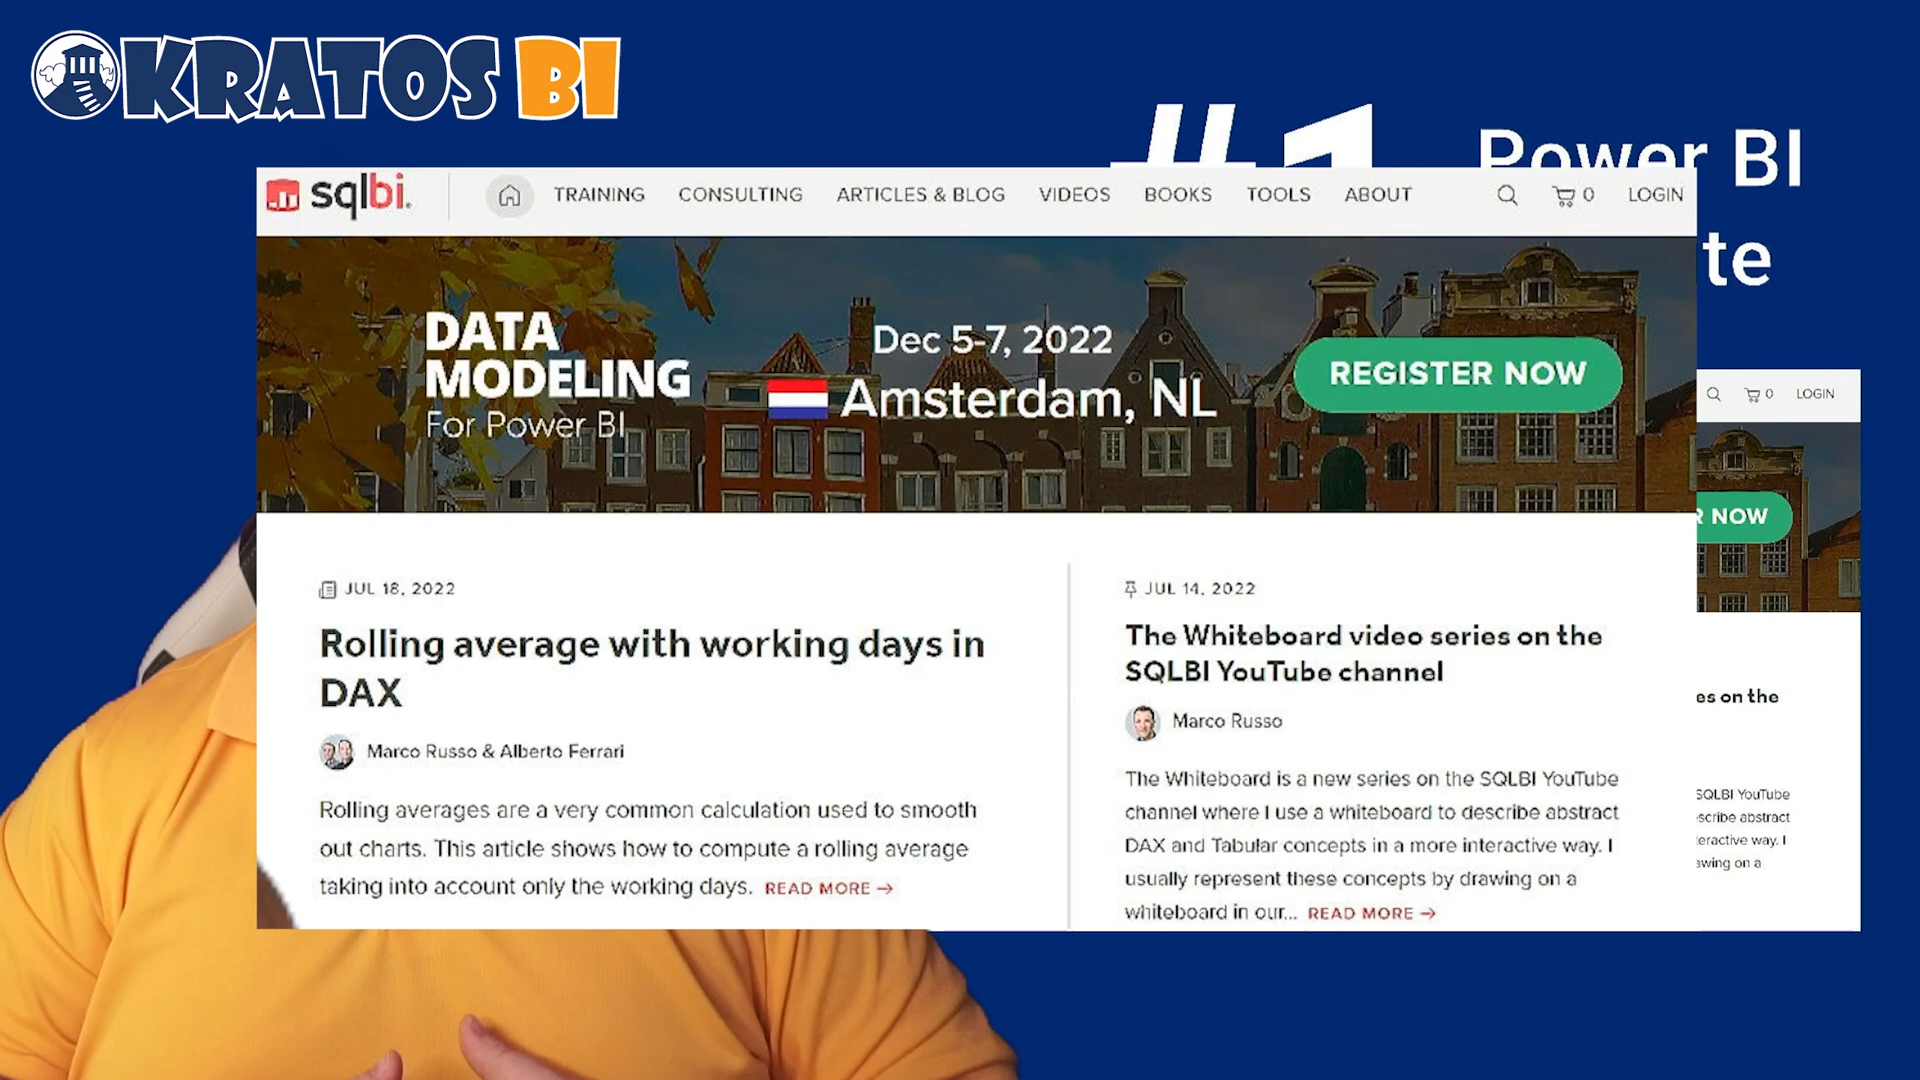 KRATOS BI
#1 Power BI
te
sqlbi.
TRAINING CONSULTING ARTICLES & BLOG VIDEOS BOOKS TOOLS ABOUT 0 LOGIN
DATA
MODELING
For Power BI
Dec 5-7, 2022
Amsterdam, NL
REGISTER NOW
JUL 18, 2022
Rolling average with working days in
DAX
Marco Russo & Alberto Ferrari
Rolling averages are a very common calculation used to smooth
out charts. This article shows how to compute a rolling average
taking into account only the working days. READ MORE →
JUL 14, 2022
The Whiteboard video series on the
SQLBI YouTube channel
Marco Russo
The Whiteboard is a new series on the SQLBI YouTube
channel where I use a whiteboard to describe abstract
DAX and Tabular concepts in a more interactive way. I
usually represent these concepts by drawing on a
whiteboard in our... READ MORE →
0 LOGIN
R NOW
es on the
SQLBI YouTube
scribe abstract
teractive way. I
awing on a